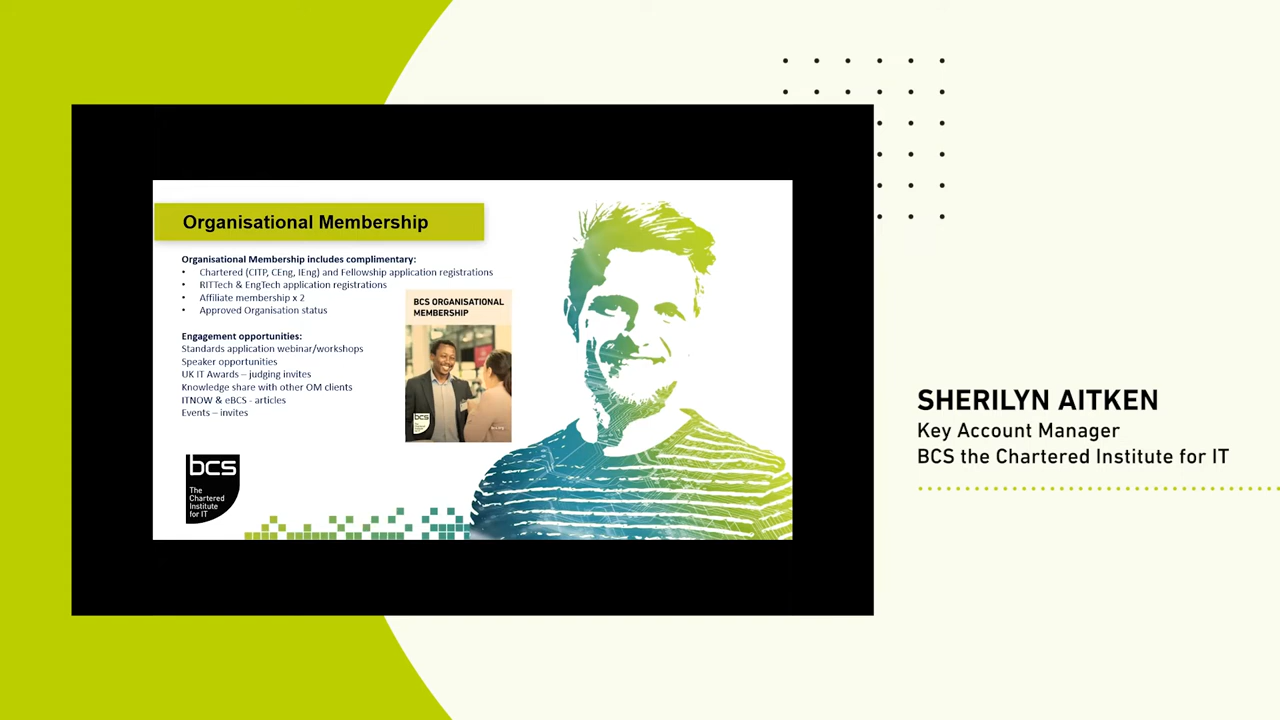 Organisational Membership
Organisational Membership includes complimentary:
• Chartered (CITP, CEng, IEng) and Fellowship application registrations
• RITTech & EngTech application registrations
• Affiliate membership x 2
• Approved Organisation status
BCS ORGANISATIONAL
MEMBERSHIP
Engagement opportunities:
Standards application webinar/workshops
Speaker opportunities
UK IT Awards – judging invites
Knowledge share with other OM clients
ITNOW & eBCS - articles
Events – invites
bcs
bcs
The
Chartered
Institute
for IT
SHERILYN AITKEN
Key Account Manager
BCS the Chartered Institute for IT